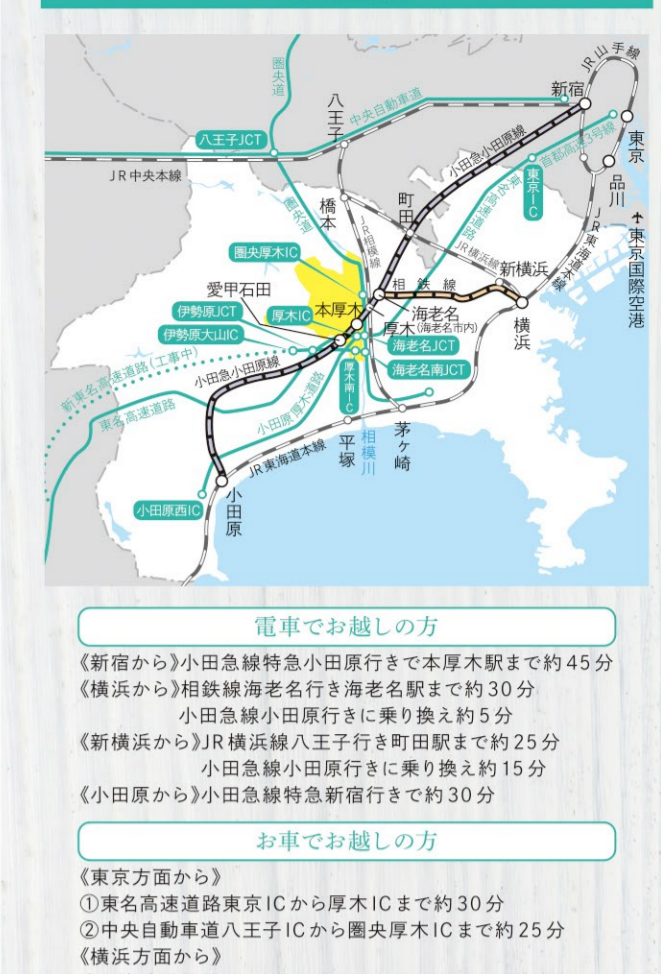 圏央道
JR山手線
新宿
八王子
中央自動車道
八王子JCT
小田急小田原線
首都高速3号線
東京
JR中央本線
東京IC
品川
東名高速道路
圏央道
橋本
町田
JR相模線
JR横浜線
JR東海道本線
東京国際空港
圏央厚木IC
新横浜
愛甲石田
相鉄線
伊勢原JCT
本厚木
海老名
厚木IC
厚木(海老名市内)
横浜
伊勢原大山IC
海老名JCT
新東名高速道路(工事中)
小田急小田原線
海老名南JCT
厚木南IC
東名高速道路
小田原厚木道路
相模川
茅ヶ崎
平塚
JR東海道本線
小田原西IC
小田原
電車でお越しの方
《新宿から》小田急線特急小田原行きで本厚木駅まで約45分
《横浜から》相鉄線海老名行き海老名駅まで約30分
小田急線小田原行きに乗り換え約5分
《新横浜から》JR横浜線八王子行き町田駅まで約25分
小田急線小田原行きに乗り換え約15分
《小田原から》小田急線特急新宿行きで約30分
お車でお越しの方
《東京方面から》
①東名高速道路東京ICから厚木ICまで約30分
②中央自動車道八王子ICから圏央厚木ICまで約25分
《横浜方面から》